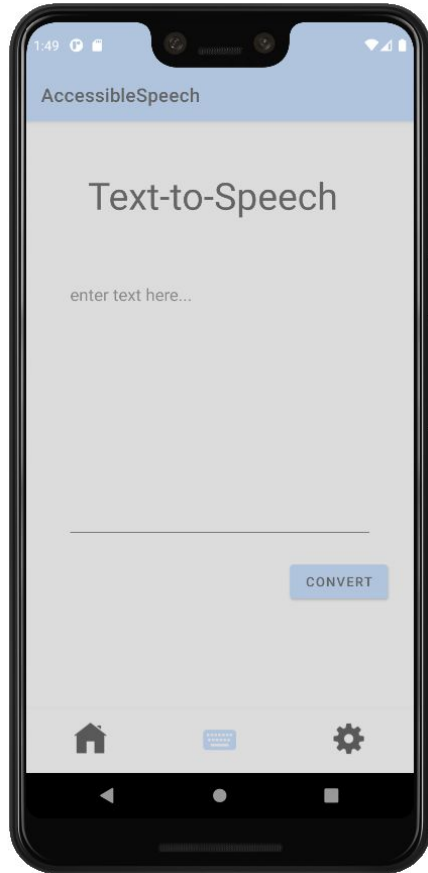 1:49
AccessibleSpeech
Text-to-Speech
enter text here...
CONVERT